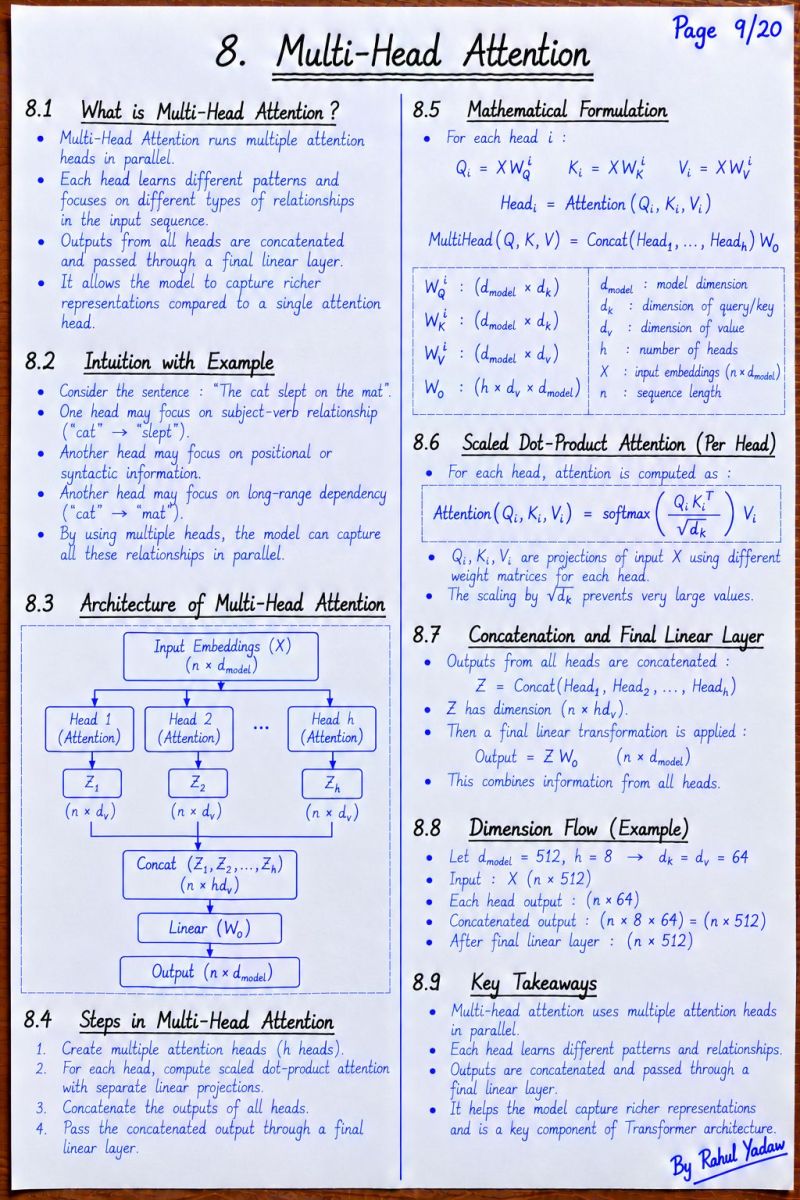 Page 9/20
8. Multi-Head Attention
8.1 What is Multi-Head Attention?
• Multi-Head Attention runs multiple attention
heads in parallel.
• Each head learns different patterns and
focuses on different types of relationships
in the input sequence.
• Outputs from all heads are concatenated
and passed through a final linear layer.
• It allows the model to capture richer
representations compared to a single attention
head.
8.2 Intuition with Example
• Consider the sentence : “The cat slept on the mat”.
• One head may focus on subject-verb relationship
(“cat” → “slept”).
• Another head may focus on positional or
syntactic information.
• Another head may focus on long-range dependency
(“cat” → “mat”).
• By using multiple heads, the model can capture
all these relationships in parallel.
8.3 Architecture of Multi-Head Attention
Input Embeddings (X)
(n × d_model)
Head 1 Head 2 ... Head h
(Attention) (Attention) (Attention)
Z₁ Z₂ Z_h
(n × d_v) (n × d_v) (n × d_v)
Concat (Z₁, Z₂, ..., Z_h)
(n × hd_v)
Linear (W_o)
Output (n × d_model)
8.4 Steps in Multi-Head Attention
1. Create multiple attention heads (h heads).
2. For each head, compute scaled dot-product attention
with separate linear projections.
3. Concatenate the outputs of all heads.
4. Pass the concatenated output through a final
linear layer.
8.5 Mathematical Formulation
• For each head i :
Q_i = XW_Q^i K_i = XW_K^i V_i = XW_V^i
Head_i = Attention (Q_i, K_i, V_i)
MultiHead (Q, K, V) = Concat(Head₁, ..., Head_h) W_o
W_Q^i : (d_model × d_k)
W_K^i : (d_model × d_k)
W_V^i : (d_model × d_v)
W_o : (h × d_v × d_model)
d_model : model dimension
d_k : dimension of query/key
d_v : dimension of value
h : number of heads
X : input embeddings (n × d_model)
n : sequence length
8.6 Scaled Dot-Product Attention (Per Head)
• For each head, attention is computed as :
Attention(Q_i, K_i, V_i) = softmax (Q_i K_i^T / √d_k) V_i
• Q_i, K_i, V_i are projections of input X using different
weight matrices for each head.
• The scaling by √d_k prevents very large values.
8.7 Concatenation and Final Linear Layer
• Outputs from all heads are concatenated :
Z = Concat(Head₁, Head₂, ..., Head_h)
• Z has dimension (n × hd_v).
• Then a final linear transformation is applied :
Output = Z W_o (n × d_model)
• This combines information from all heads.
8.8 Dimension Flow (Example)
• Let d_model = 512, h = 8 → d_k = d_v = 64
• Input : X (n × 512)
• Each head output : (n × 64)
• Concatenated output : (n × 8 × 64) = (n × 512)
• After final linear layer : (n × 512)
8.9 Key Takeaways
• Multi-head attention uses multiple attention heads
in parallel.
• Each head learns different patterns and relationships.
• Outputs are concatenated and passed through a
final linear layer.
• It helps the model capture richer representations
and is a key component of Transformer architecture.
By Rahul Yadaw